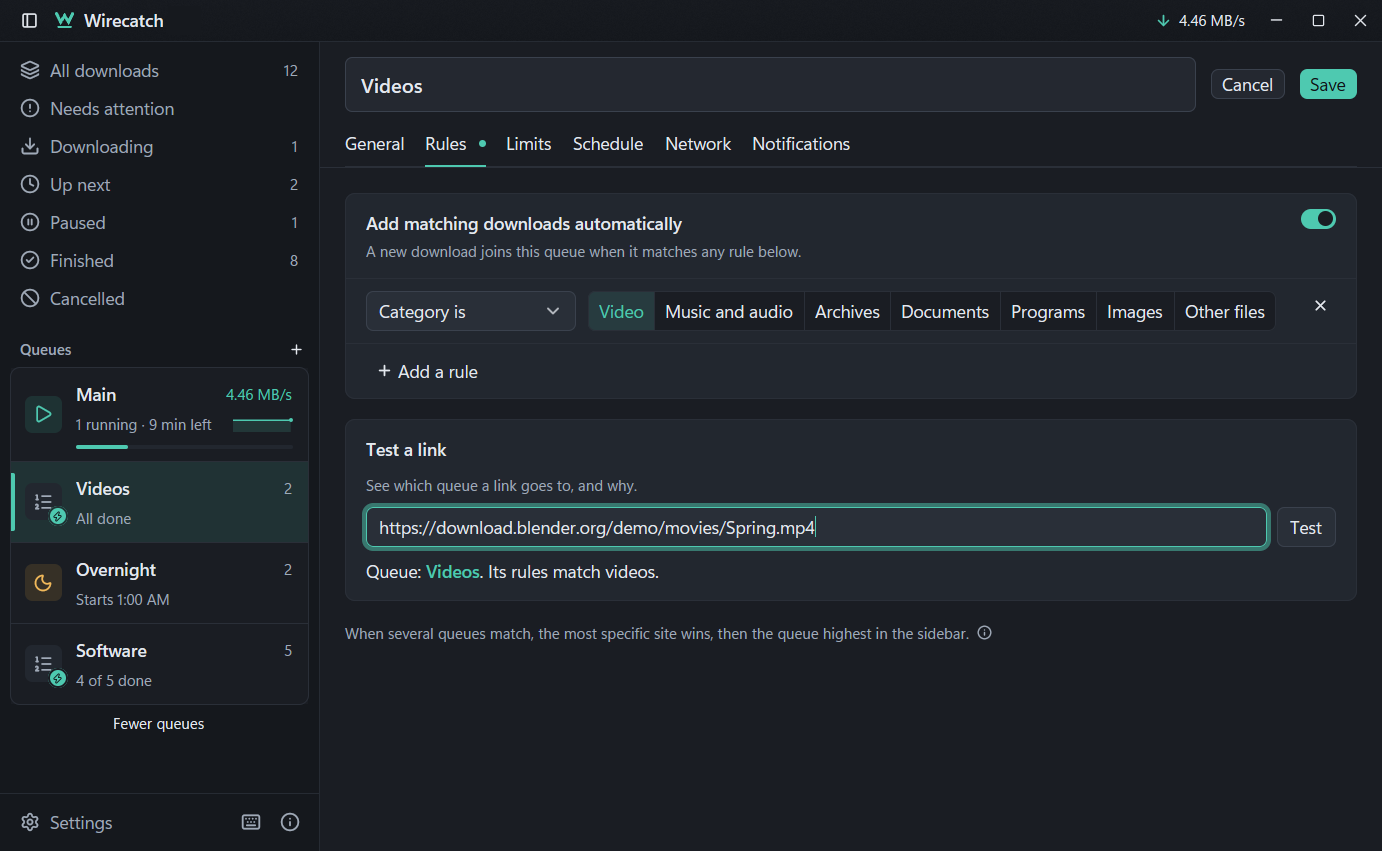 Wirecatch
4.46 MB/s
All downloads 12
Needs attention
Downloading 1
Up next 2
Paused 1
Finished 8
Cancelled
Queues
Main 4.46 MB/s
1 running · 9 min left
Videos 2
All done
Overnight 2
Starts 1:00 AM
Software 5
4 of 5 done
Fewer queues
Settings
Videos
Cancel
Save
General Rules Limits Schedule Network Notifications
Add matching downloads automatically
A new download joins this queue when it matches any rule below.
Category is Video Music and audio Archives Documents Programs Images Other files
+ Add a rule
Test a link
See which queue a link goes to, and why.
https://download.blender.org/demo/movies/Spring.mp4 Test
Queue: Videos. Its rules match videos.
When several queues match, the most specific site wins, then the queue highest in the sidebar.